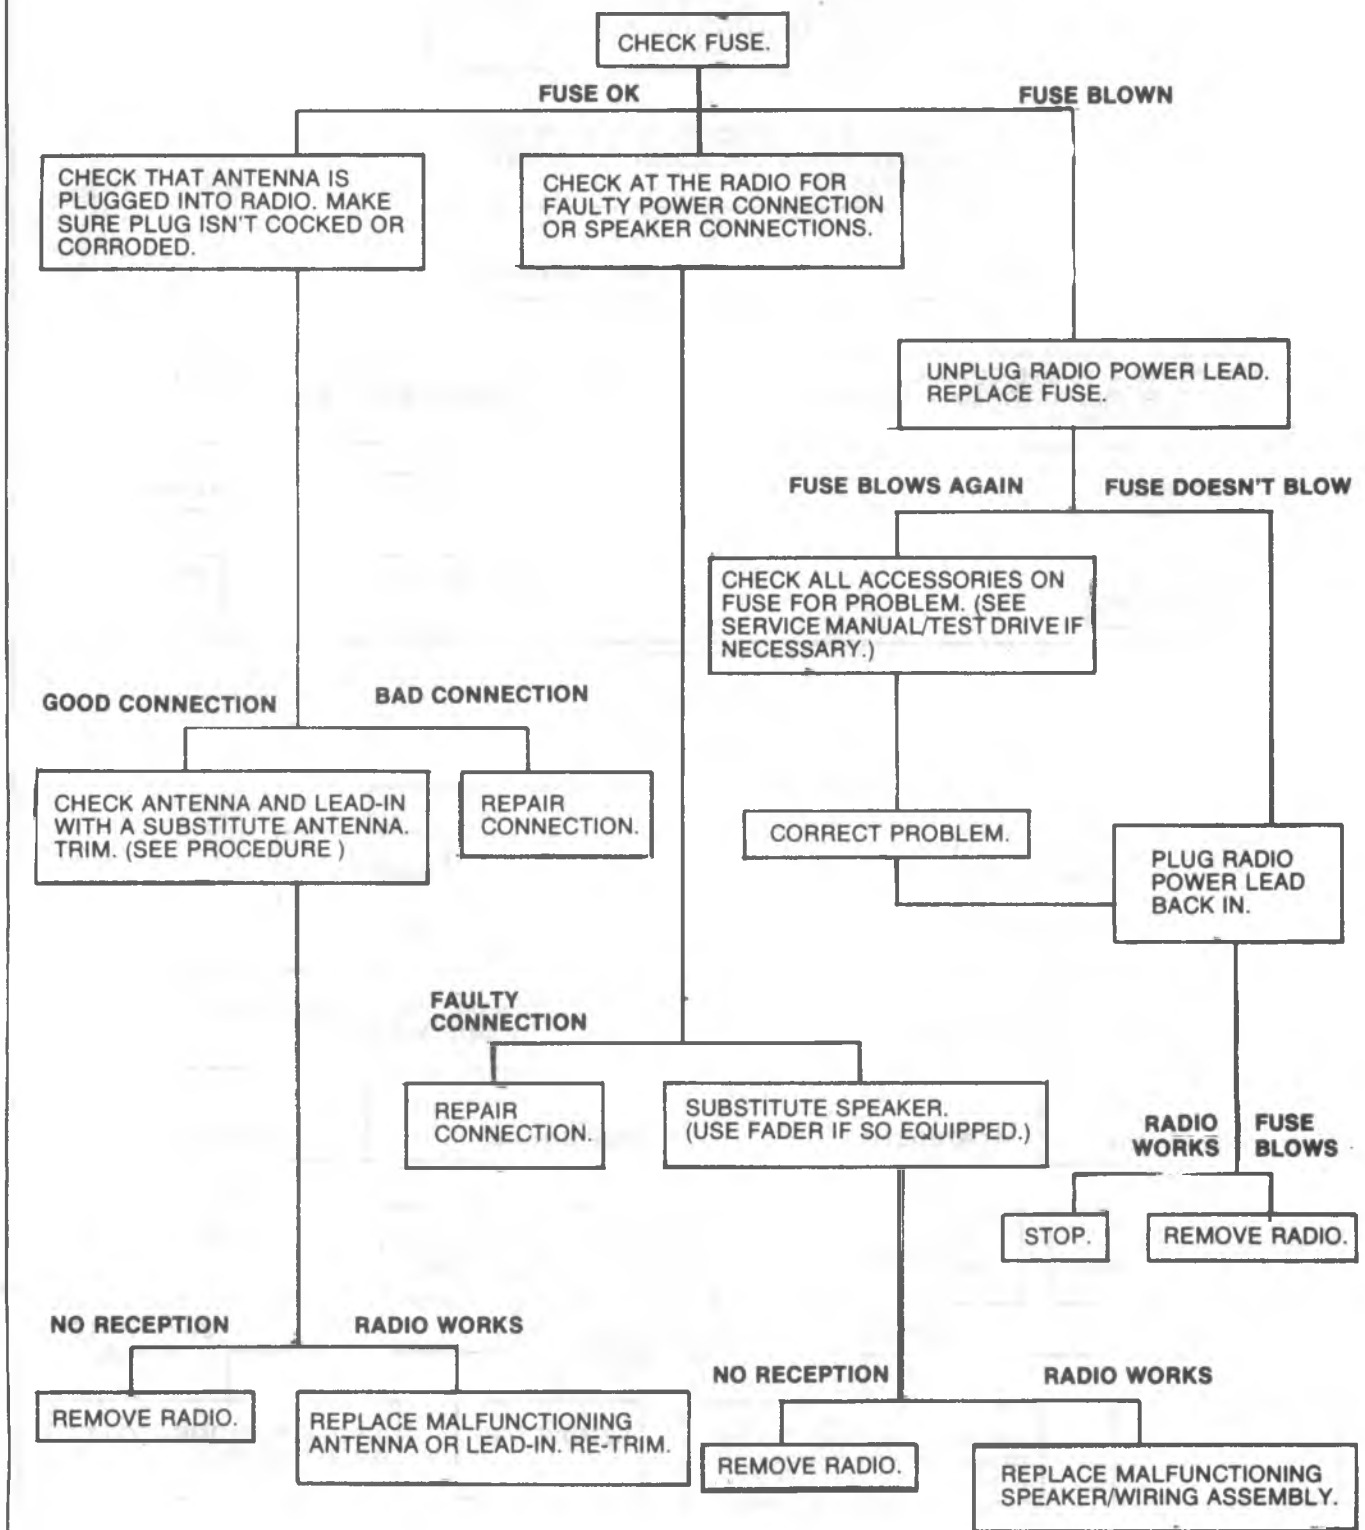 CHECK FUSE.
FUSE OK
FUSE BLOWN
CHECK THAT ANTENNA IS
PLUGGED INTO RADIO. MAKE
SURE PLUG ISN'T COCKED OR
CORRODED.
CHECK AT THE RADIO FOR
FAULTY POWER CONNECTION
OR SPEAKER CONNECTIONS.
UNPLUG RADIO POWER LEAD.
REPLACE FUSE.
FUSE BLOWS AGAIN
FUSE DOESN'T BLOW
CHECK ALL ACCESSORIES ON
FUSE FOR PROBLEM. (SEE
SERVICE MANUAL/TEST DRIVE IF
NECESSARY.)
GOOD CONNECTION
BAD CONNECTION
CHECK ANTENNA AND LEAD-IN
WITH A SUBSTITUTE ANTENNA.
TRIM. (SEE PROCEDURE )
REPAIR
CONNECTION.
CORRECT PROBLEM.
PLUG RADIO
POWER LEAD
BACK IN.
FAULTY
CONNECTION
REPAIR
CONNECTION.
SUBSTITUTE SPEAKER.
(USE FADER IF SO EQUIPPED.)
RADIO
WORKS
FUSE
BLOWS
STOP.
REMOVE RADIO.
NO RECEPTION
RADIO WORKS
REMOVE RADIO.
REPLACE MALFUNCTIONING
ANTENNA OR LEAD-IN. RE-TRIM.
NO RECEPTION
RADIO WORKS
REMOVE RADIO.
REPLACE MALFUNCTIONING
SPEAKER/WIRING ASSEMBLY.